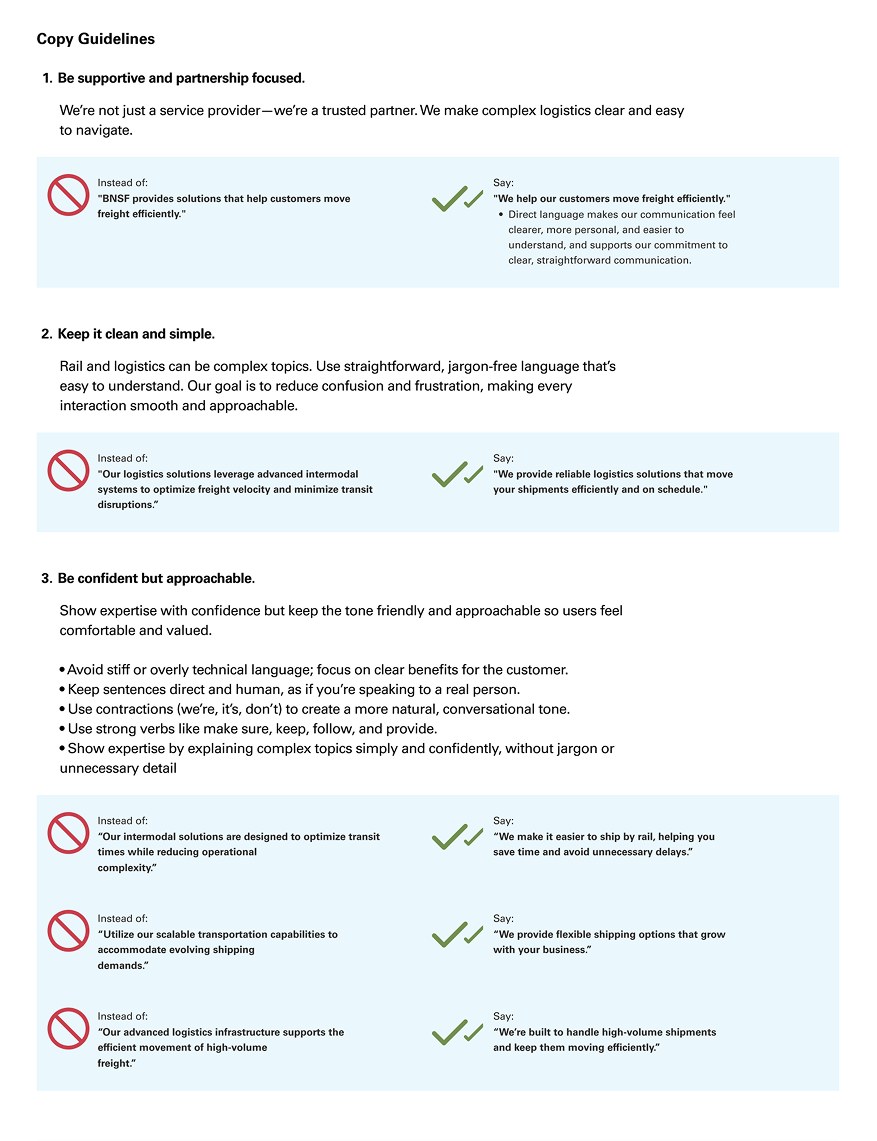 Copy Guidelines
1. Be supportive and partnership focused.
We're not just a service provider—we're a trusted partner. We make complex logistics clear and easy
to navigate.
Instead of:
"BNSF provides solutions that help customers move
freight efficiently."
Say:
"We help our customers move freight efficiently."
• Direct language makes our communication feel
clearer, more personal, and easier to
understand, and supports our commitment to
clear, straightforward communication.
2. Keep it clean and simple.
Rail and logistics can be complex topics. Use straightforward, jargon-free language that's
easy to understand. Our goal is to reduce confusion and frustration, making every
interaction smooth and approachable.
Instead of:
"Our logistics solutions leverage advanced intermodal
systems to optimize freight velocity and minimize transit
disruptions.”
Say:
"We provide reliable logistics solutions that move
your shipments efficiently and on schedule."
3. Be confident but approachable.
Show expertise with confidence but keep the tone friendly and approachable so users feel
comfortable and valued.
• Avoid stiff or overly technical language; focus on clear benefits for the customer.
• Keep sentences direct and human, as if you're speaking to a real person.
• Use contractions (we're, it's, don't) to create a more natural, conversational tone.
• Use strong verbs like make sure, keep, follow, and provide.
• Show expertise by explaining complex topics simply and confidently, without jargon or
unnecessary detail
Instead of:
“Our intermodal solutions are designed to optimize transit
times while reducing operational
complexity.”
Say:
“We make it easier to ship by rail, helping you
save time and avoid unnecessary delays.”
Instead of:
“Utilize our scalable transportation capabilities to
accommodate evolving shipping
demands.”
Say:
“We provide flexible shipping options that grow
with your business.”
Instead of:
“Our advanced logistics infrastructure supports the
efficient movement of high-volume
freight.”
Say:
“We're built to handle high-volume shipments
and keep them moving efficiently.”